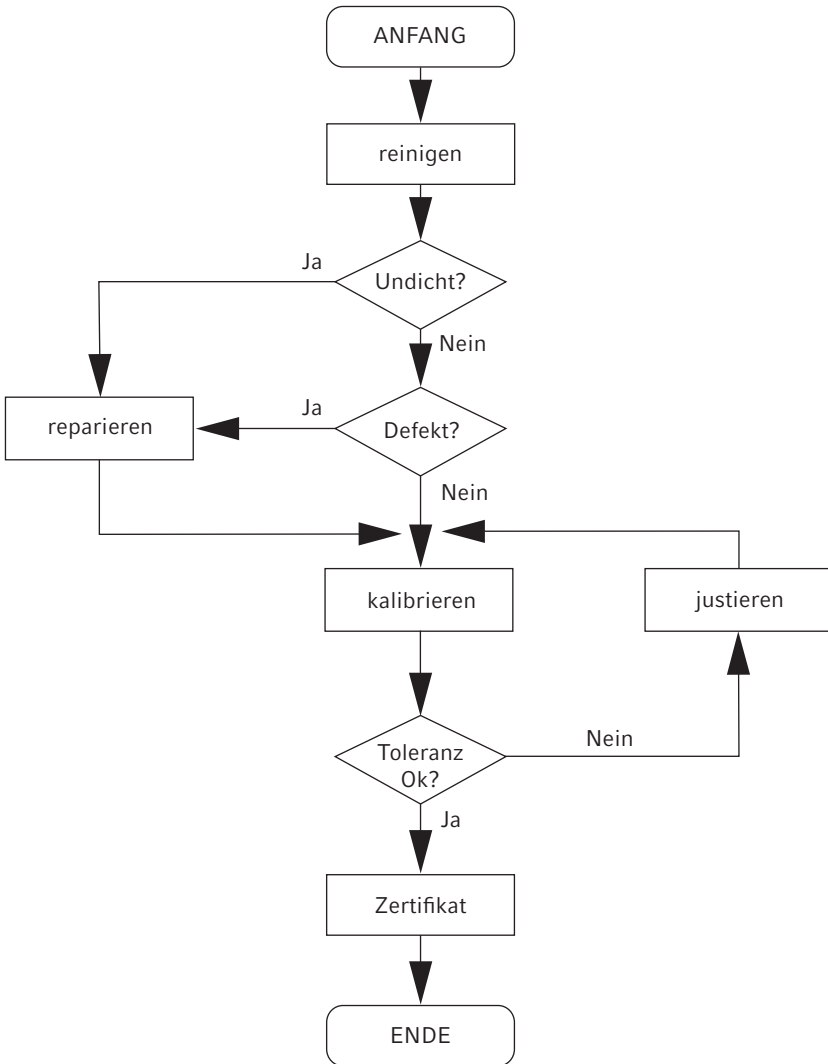 ANFANG
reinigen
Ja
Undicht?
Nein
Ja
reparieren
Defekt?
Nein
kalibrieren
justieren
Toleranz
Ok?
Nein
Ja
Zertifikat
ENDE